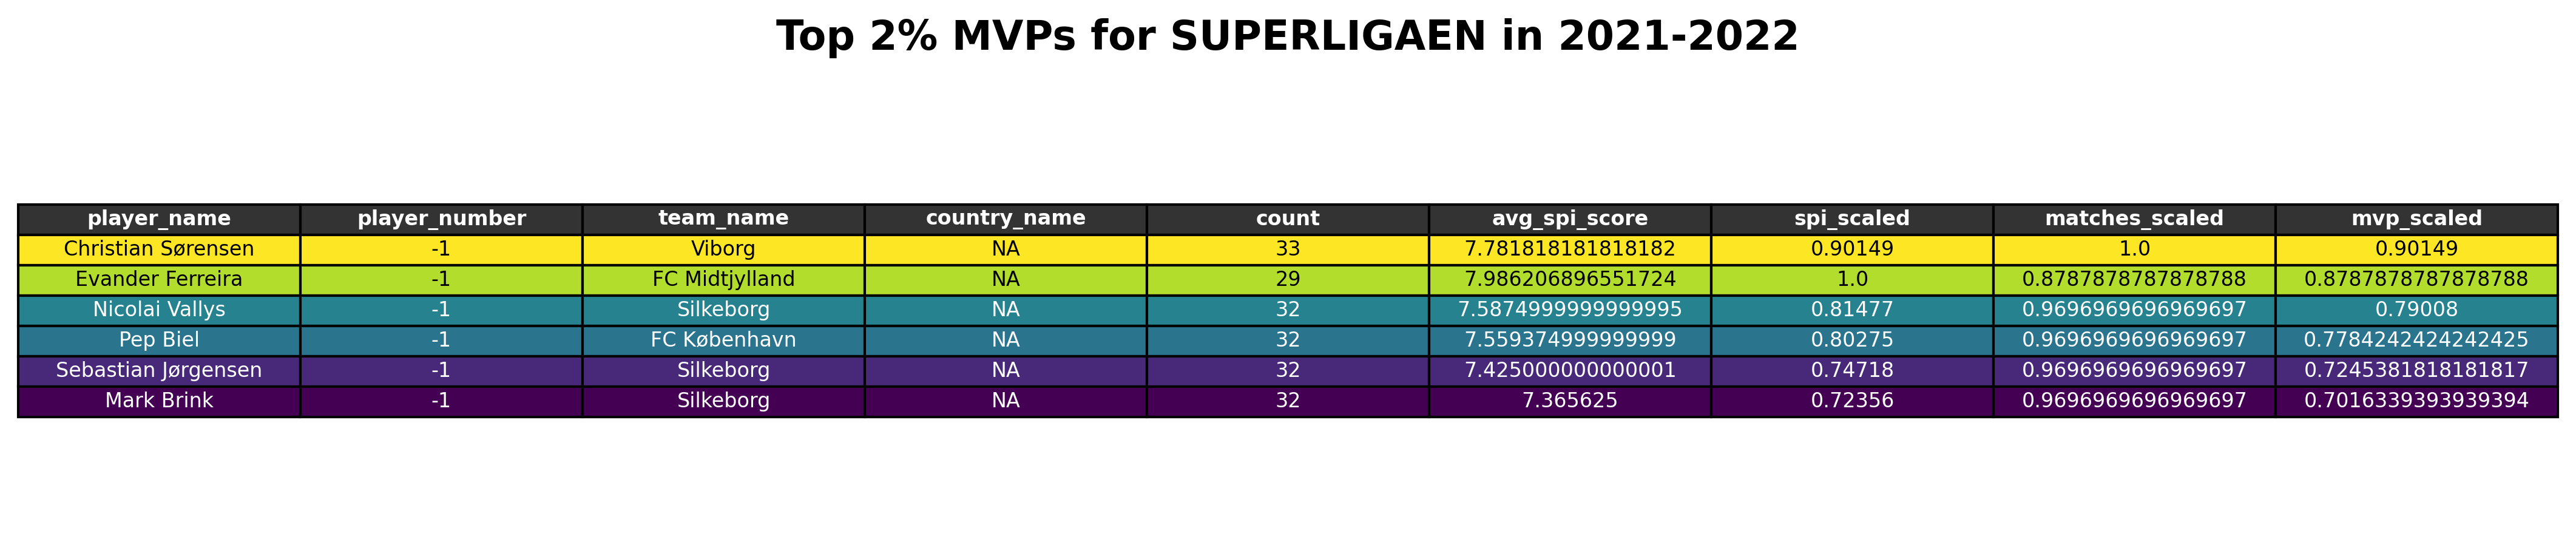 Top 2% MVPs for SUPERLIGAEN in 2021-2022
player_name player_number team_name country_name count avg_spi_score spi_scaled matches_scaled mvp_scaled
Christian Sørensen -1 Viborg NA 33 7.781818181818182 0.90149 1.0 0.90149
Evander Ferreira -1 FC Midtjylland NA 29 7.986206896551724 1.0 0.8787878787878788 0.8787878787878788
Nicolai Vallys -1 Silkeborg NA 32 7.5874999999999995 0.81477 0.9696969696969697 0.79008
Pep Biel -1 FC København NA 32 7.559374999999999 0.80275 0.9696969696969697 0.7784242424242425
Sebastian Jørgensen -1 Silkeborg NA 32 7.425000000000001 0.74718 0.9696969696969697 0.7245381818181817
Mark Brink -1 Silkeborg NA 32 7.365625 0.72356 0.9696969696969697 0.7016339393939394